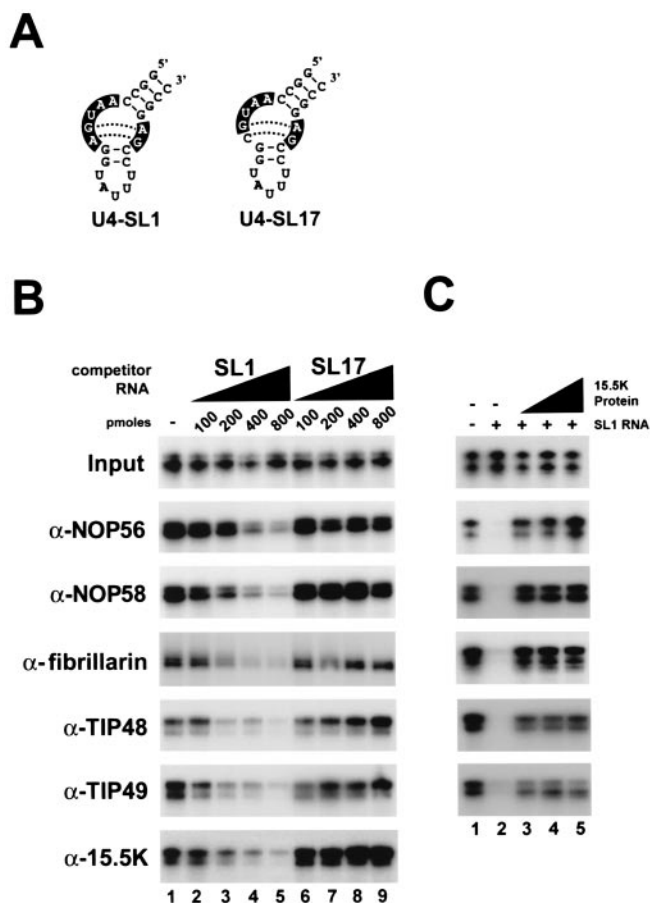 A
5'
GGCCAAUGAGGUAUUUCCGAGGCC
3'
U4-SL1
5'
GGCCAAUGCGGUAUUUCCGAGGCC
3'
U4-SL17
B
competitor RNA
SL1 SL17
pmoles - 100 200 400 800 100 200 400 800
Input
α-NOP56
α-NOP58
α-fibrillarin
α-TIP48
α-TIP49
α-15.5K
1 2 3 4 5 6 7 8 9
C
15.5K
- - Protein
- + + + + SL1 RNA
1 2 3 4 5